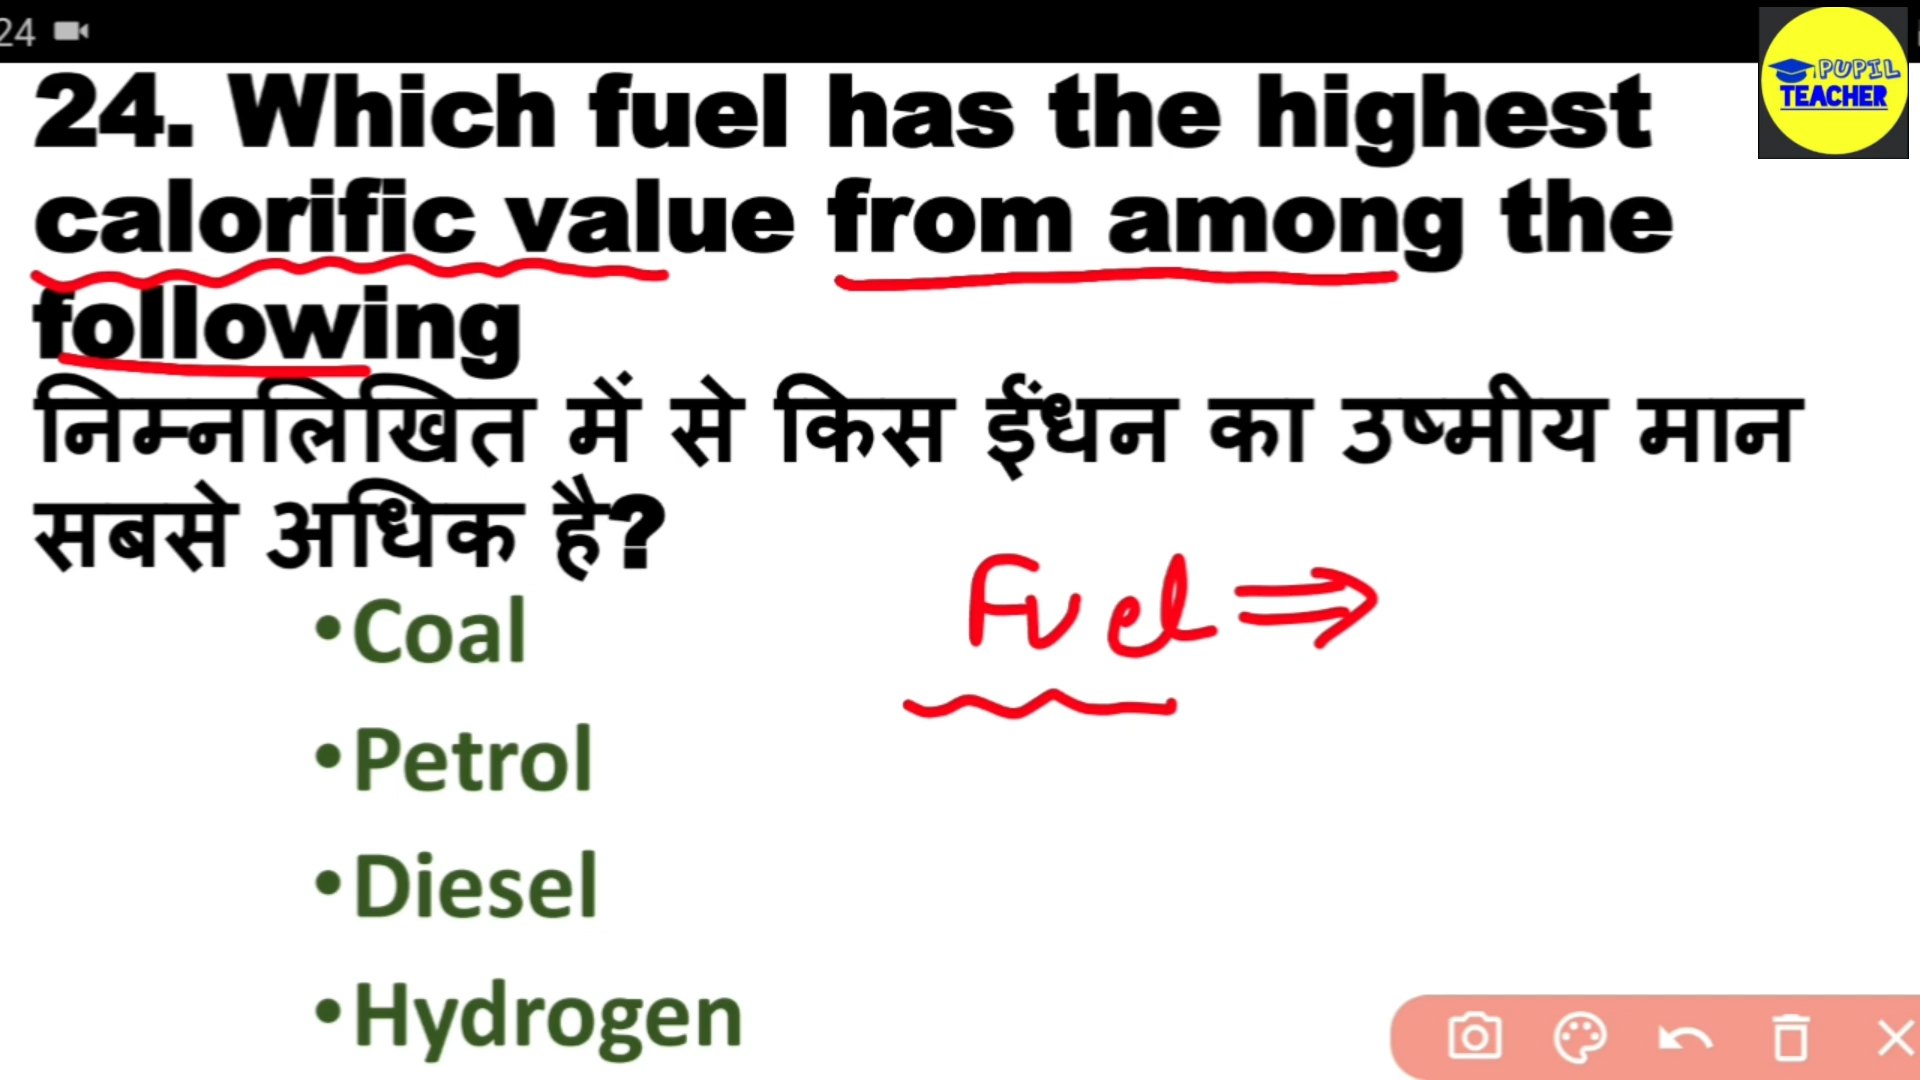 24
PUPIL
TEACHER
24. Which fuel has the highest
calorific value from among the
following
निम्नलिखित में से किस ईंधन का उष्मीय मान
सबसे अधिक है?
Fuel ⇒
•Coal
•Petrol
•Diesel
•Hydrogen